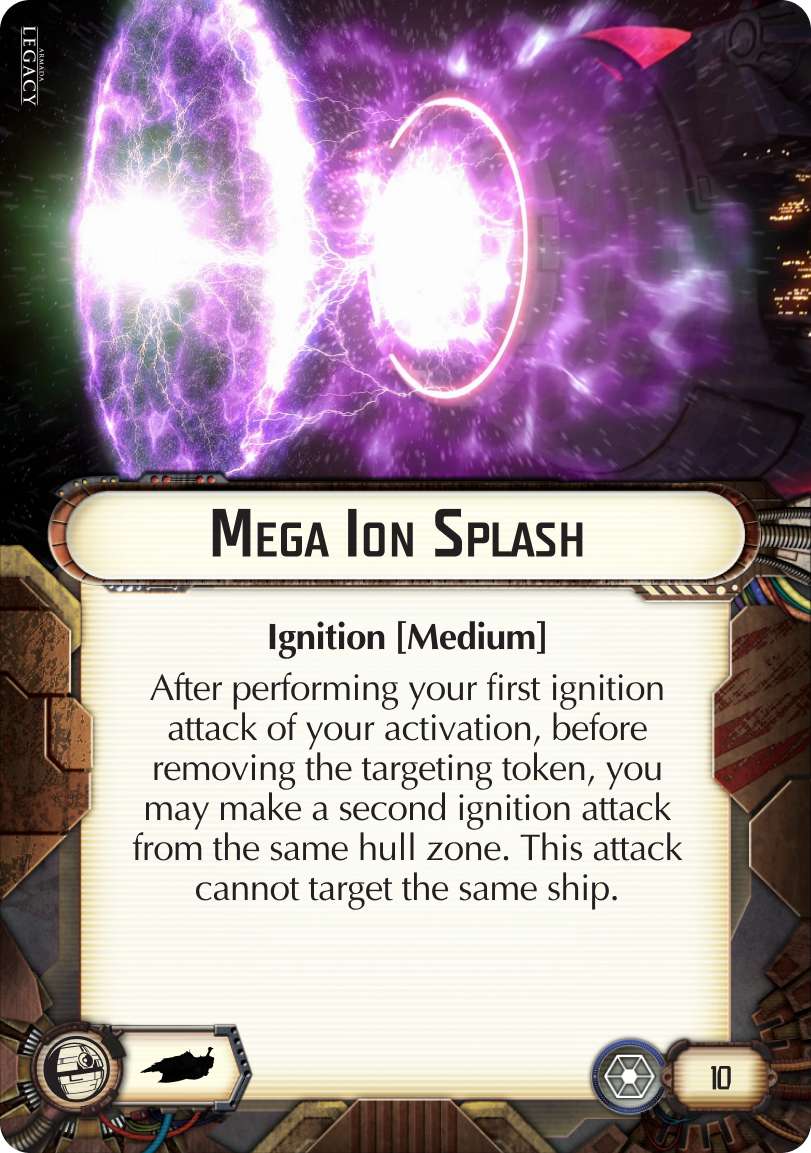 ARMADA
LEGACY
Mega Ion Splash
Ignition [Medium]
After performing your first ignition
attack of your activation, before
removing the targeting token, you
may make a second ignition attack
from the same hull zone. This attack
cannot target the same ship.
10